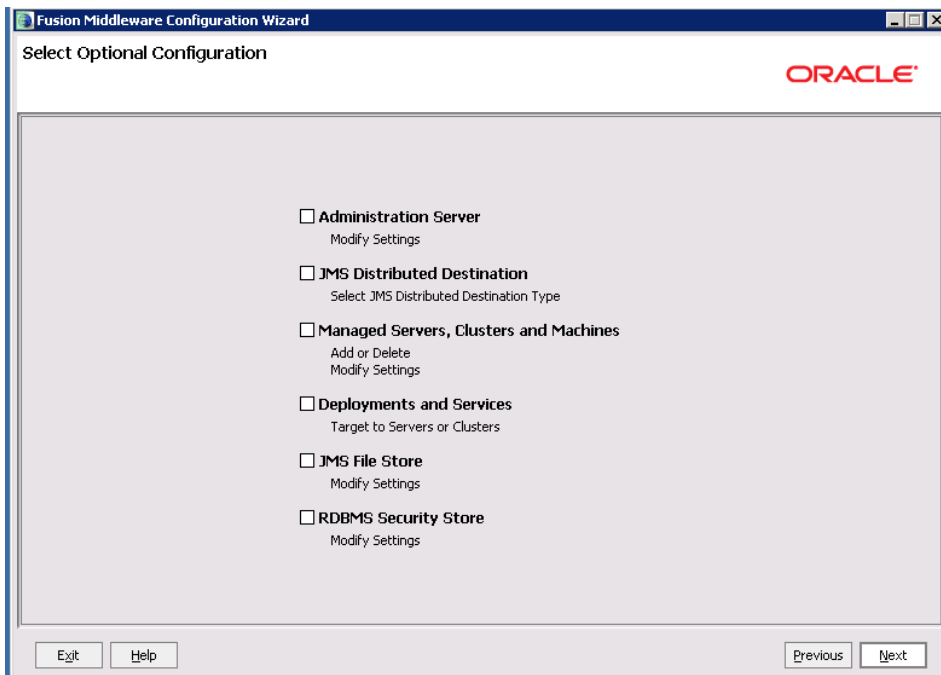 Fusion Middleware Configuration Wizard
Select Optional Configuration
ORACLE
Administration Server
Modify Settings
JMS Distributed Destination
Select JMS Distributed Destination Type
Managed Servers, Clusters and Machines
Add or Delete
Modify Settings
Deployments and Services
Target to Servers or Clusters
JMS File Store
Modify Settings
RDBMS Security Store
Modify Settings
Exit Help Previous Next